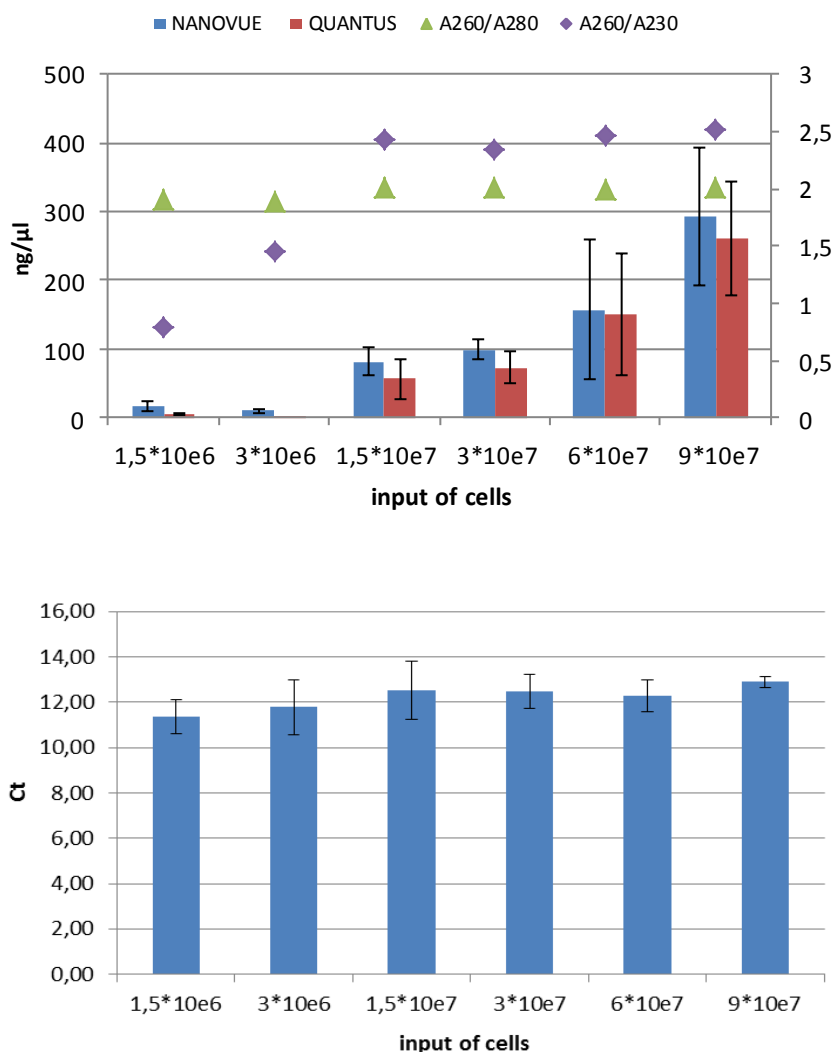 NANOVUE QUANTUS A260/A280 A260/A230
500 3
400 2,5
300 2
200 1,5
100 1
0 0,5
0
ng/µl
1,5*10e6 3*10e6 1,5*10e7 3*10e7 6*10e7 9*10e7
input of cells
16,00
14,00
12,00
10,00
8,00
6,00
4,00
2,00
0,00
Ct
1,5*10e6 3*10e6 1,5*10e7 3*10e7 6*10e7 9*10e7
input of cells